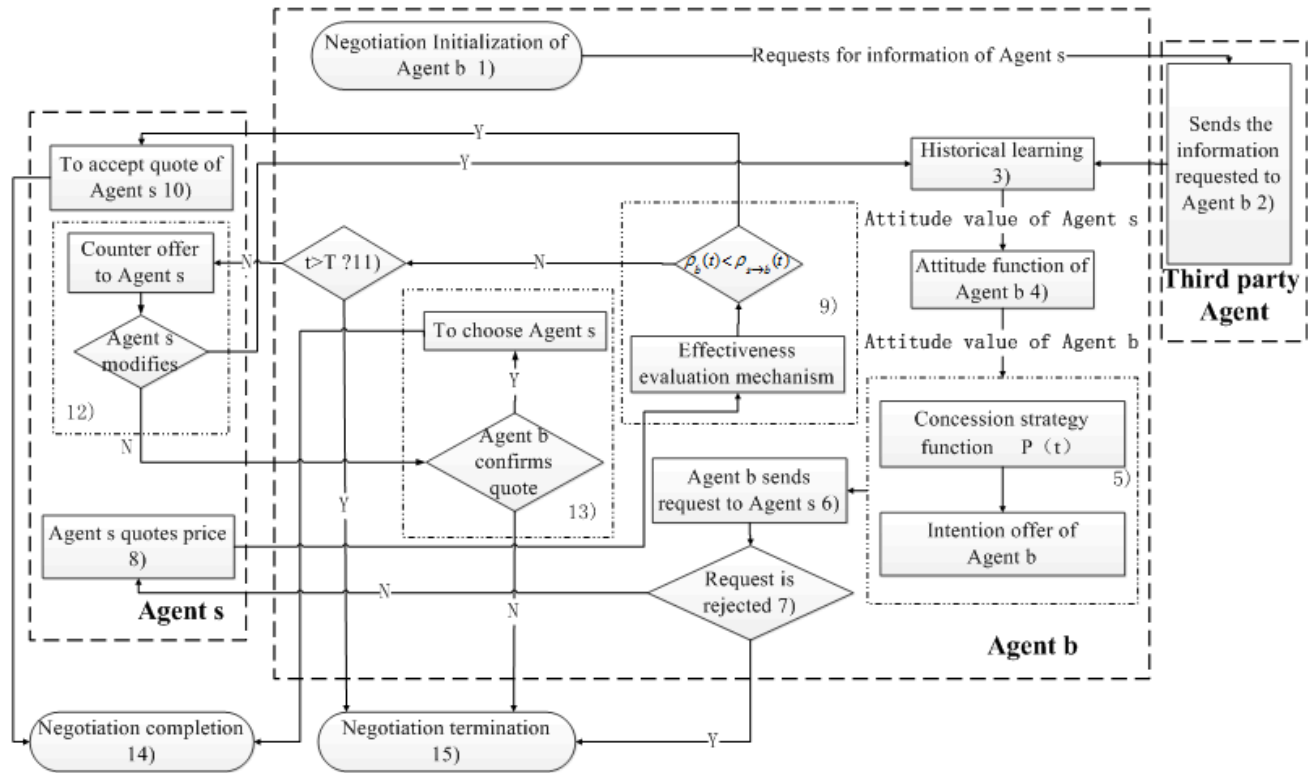 Negotiation Initialization of
Agent b  1)
Requests for information of Agent s
Sends the
information
requested to
Agent b 2)
Third party
Agent
Y
Y
To accept quote of
Agent s 10)
Historical learning
3)
Attitude value of Agent s
Counter offer
to Agent s
N
t>T ?11)
N
ρ_b(t)<ρ_{s→b}(t)
Attitude function of
Agent b 4)
9)
To choose Agent s
Attitude value of Agent b
Agent s
modifies
Effectiveness
evaluation mechanism
12)
Y
N
Agent b
confirms
quote
13)
Concession strategy
function    P（t）
5)
Agent b sends
request to Agent s 6)
Y
Agent s quotes price
8)
Intention offer of
Agent b
Request is
rejected 7)
N
N
Agent s
Agent b
Negotiation completion
14)
Negotiation termination
15)
Y